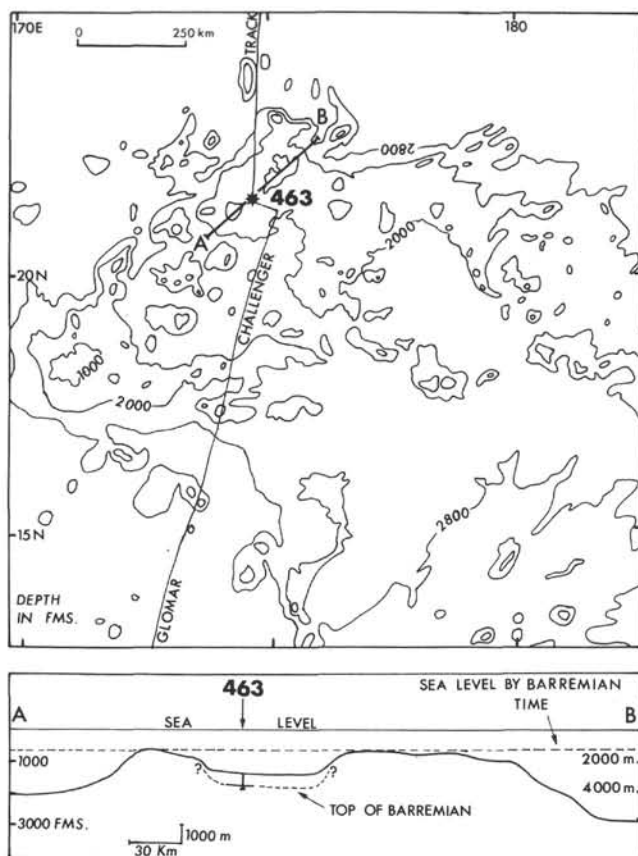 170E
180
0 250 km
TRACK
B
2800
463
A
2000
20N
CHALLENGER
1000
2000
2800
15N
DEPTH
IN FMS.
GLOMAR
463
SEA LEVEL BY BARREMIAN
TIME
A
SEA LEVEL
B
1000
2000 m.
? ?
4000 m.
TOP OF BARREMIAN
3000 FMS.
1000 m
30 Km